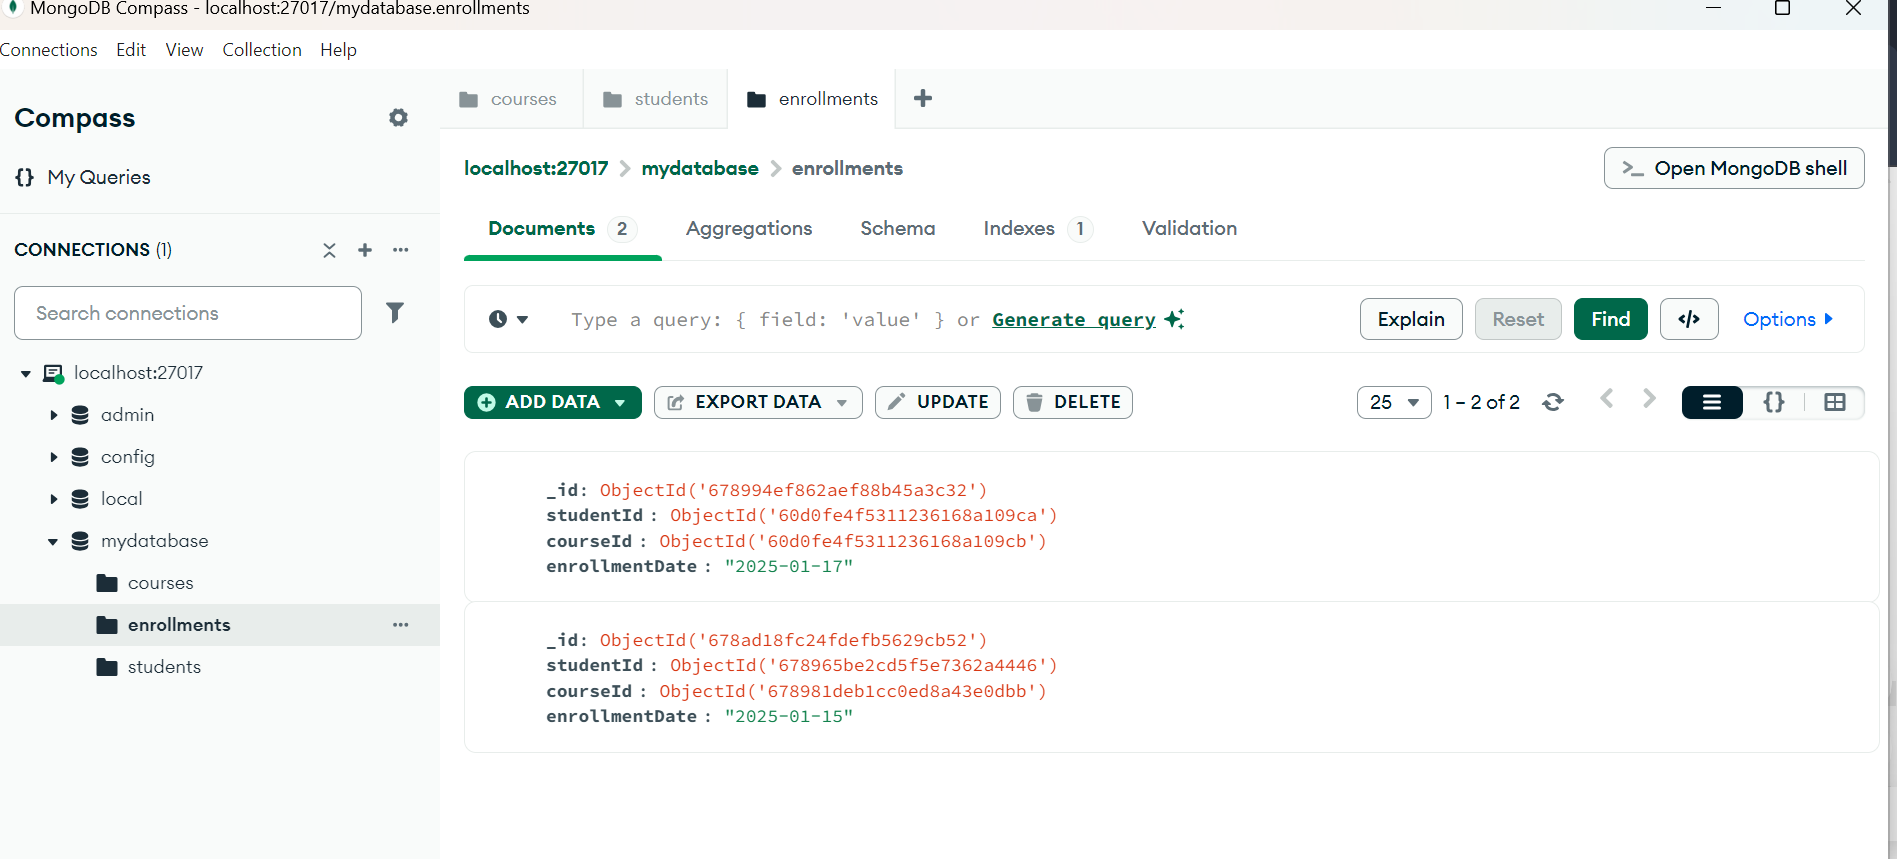 MongoDB Compass - localhost:27017/mydatabase.enrollments
Connections Edit View Collection Help
Compass
{} My Queries
CONNECTIONS (1)
Search connections
localhost:27017
admin
config
local
mydatabase
courses
enrollments
students
courses students enrollments
localhost:27017 > mydatabase > enrollments
>_ Open MongoDB shell
Documents 2 Aggregations Schema Indexes 1 Validation
Type a query: { field: 'value' } or Generate query
Explain Reset Find </> Options
ADD DATA EXPORT DATA UPDATE DELETE
25 1 – 2 of 2 {}
_id: ObjectId('678994ef862aef88b45a3c32')
studentId : ObjectId('60d0fe4f5311236168a109ca')
courseId : ObjectId('60d0fe4f5311236168a109cb')
enrollmentDate : "2025-01-17"
_id: ObjectId('678ad18fc24fdefb5629cb52')
studentId : ObjectId('678965be2cd5f5e7362a4446')
courseId : ObjectId('678981deb1cc0ed8a43e0dbb')
enrollmentDate : "2025-01-15"